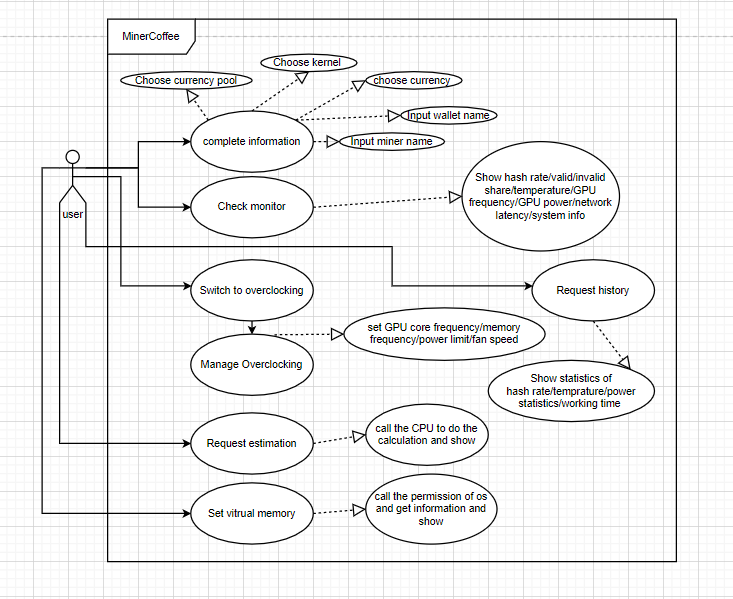 MinerCoffee
Choose kernel
Choose currency pool
choose currency
Input wallet name
complete information
Input miner name
Show hash rate/valid/invalid
share/temperature/GPU
frequency/GPU power/network
latency/system info
Check monitor
user
Switch to overclocking
Request history
set GPU core frequency/memory
frequency/power limit/fan speed
Manage Overclocking
Show statistics of
hash rate/temprature/power
statistics/working time
call the CPU to do the
calculation and show
Request estimation
call the permission of os
and get information and
show
Set vitrual memory